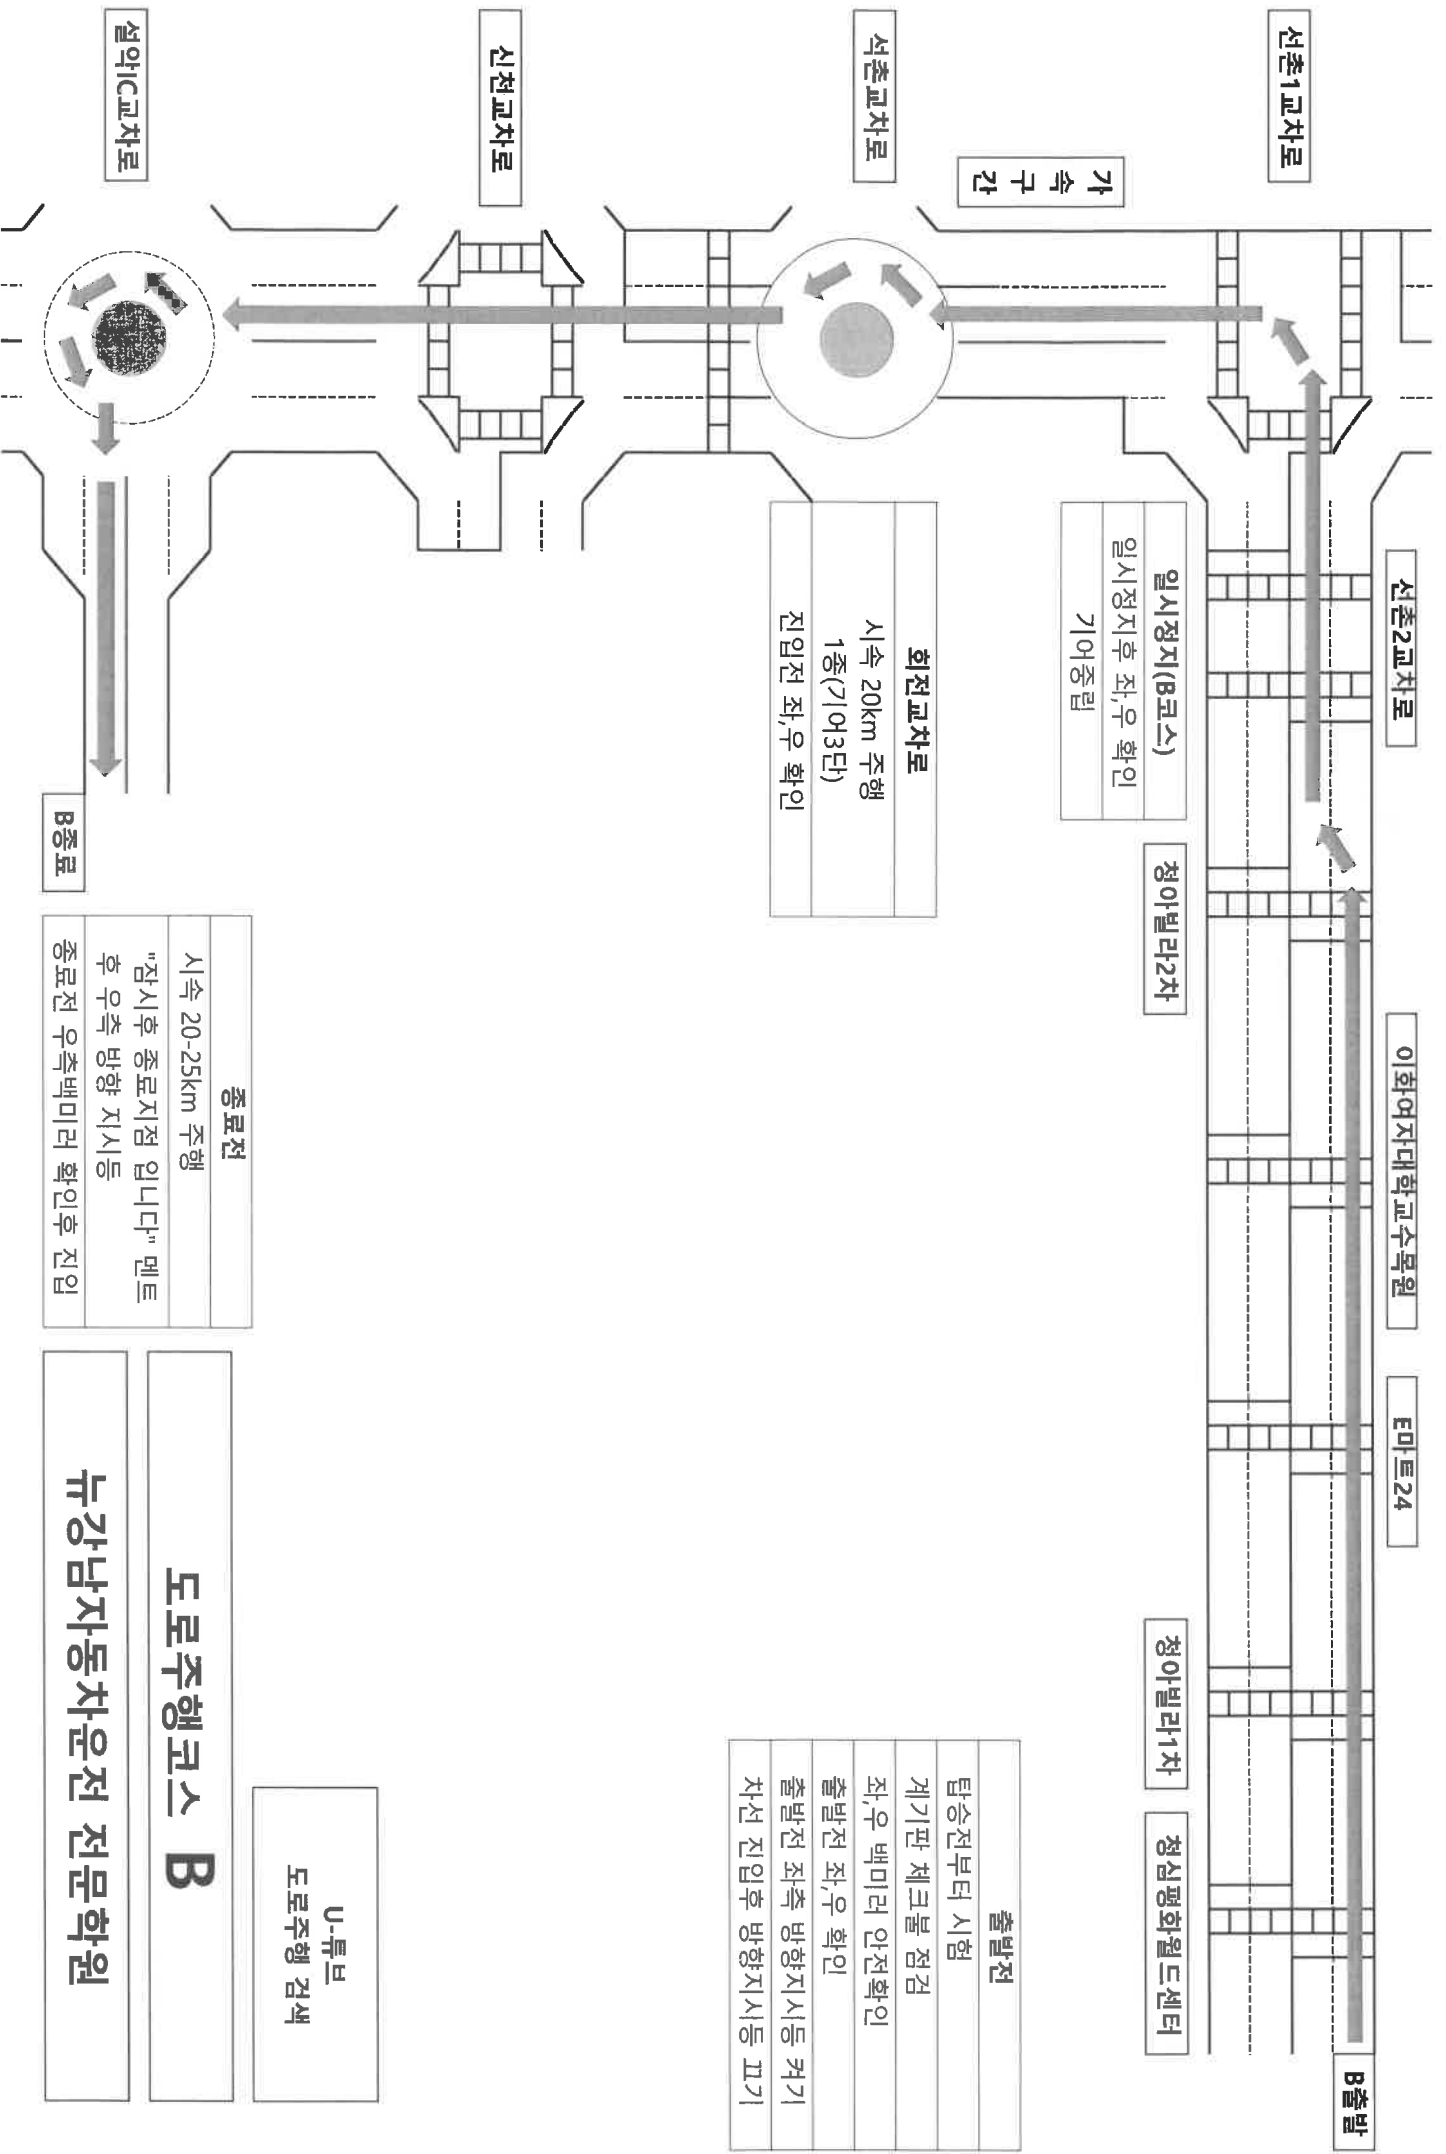 설악IC교차로
신천교차로
석촌교차로
가속구간
선촌1교차로
선촌2교차로
이화여자대학교수목원
E마트24
B출발
청심평화월드센터
청아빌라1차
청아빌라2차
일시정지(B코스)
일시정지후 좌,우 확인
기어중립
회전교차로
시속 20km 주행
1종(기어3단)
진입전 좌,우 확인
출발전
탑승전부터 시험
계기판 체크불 점검
좌,우 백미러 안전확인
출발전 좌,우 확인
출발전 좌측 방향지시등 켜기
차선 진입후 방향지시등 끄기
B종료
종료전
시속 20-25km 주행
"잠시후 종료지점 입니다" 멘트
후 우측 방향 지시등
종료전 우측백미러 확인후 진입
U-튜브
도로주행 검색
도로주행코스 B
뉴강남자동차운전 전문학원